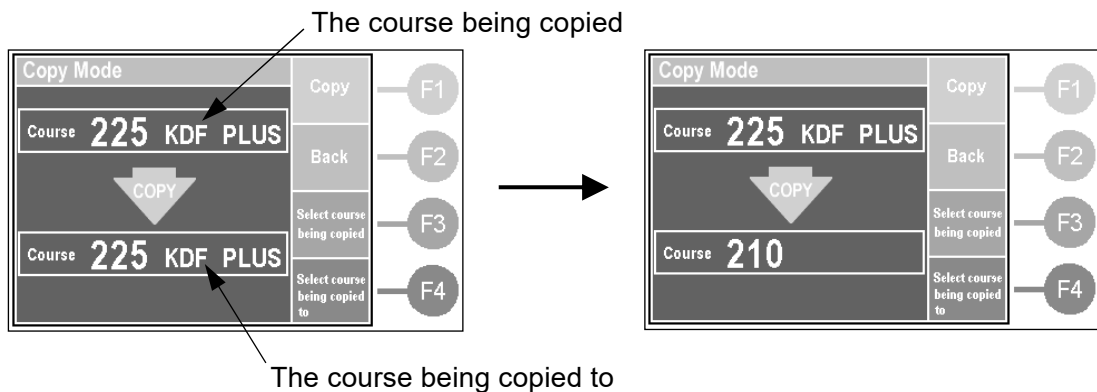 The course being copied
Copy Mode
Copy
F1
Course 225 KDF PLUS
Back
F2
COPY
Select course
being copied
F3
Course 225 KDF PLUS
Select course
being copied
to
F4
The course being copied to
Copy Mode
Copy
F1
Course 225 KDF PLUS
Back
F2
COPY
Select course
being copied
F3
Course 210
Select course
being copied
to
F4